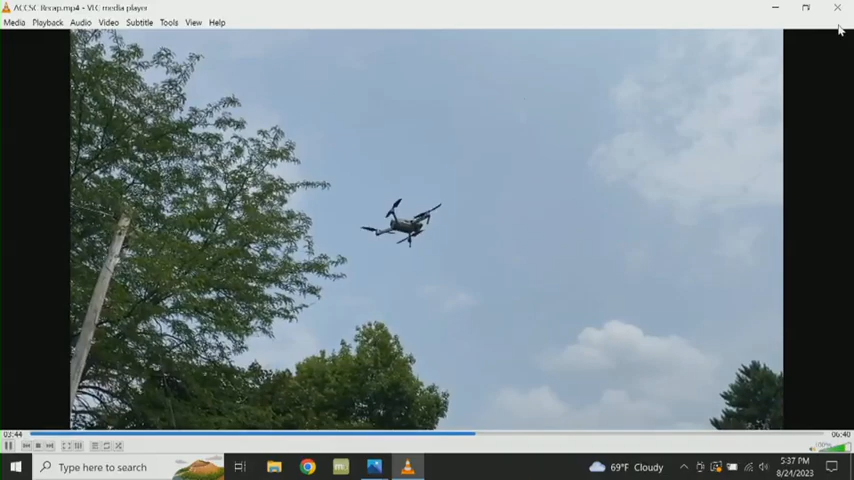 ACCSC Recap.mp4 - VLC media player
Media Playback Audio Video Subtitle Tools View Help
03:44
06:40
100%
Type here to search
69°F Cloudy
5:37 PM
8/24/2023